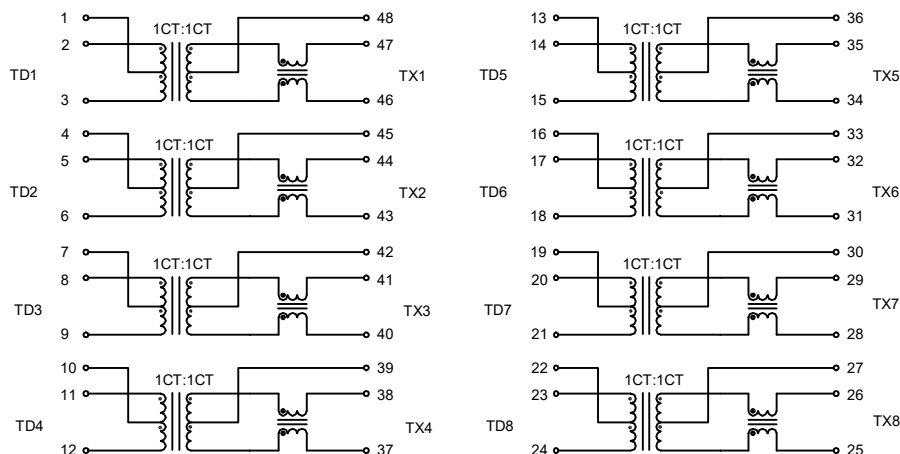 1 1CT:1CT 48
2 47
TD1 TX1
3 46
4 1CT:1CT 45
5 44
TD2 TX2
6 43
7 1CT:1CT 42
8 41
TD3 TX3
9 40
10 1CT:1CT 39
11 38
TD4 TX4
12 37
13 1CT:1CT 36
14 35
TD5 TX5
15 34
16 1CT:1CT 33
17 32
TD6 TX6
18 31
19 1CT:1CT 30
20 29
TD7 TX7
21 28
22 1CT:1CT 27
23 26
TD8 TX8
24 25